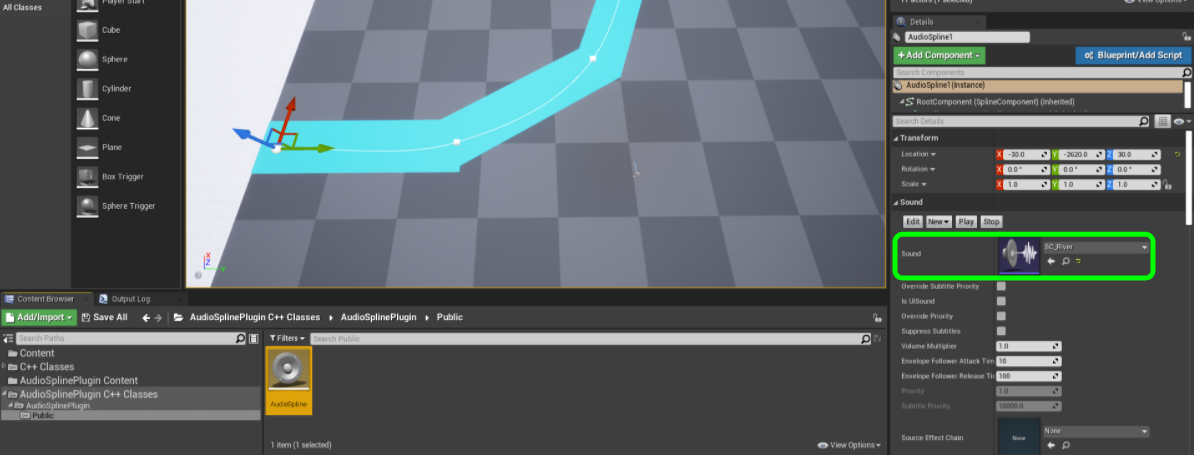 All Classes
Player Start
Cube
Sphere
Cylinder
Cone
Plane
Box Trigger
Sphere Trigger
X
Z
Y
View Options
Details
AudioSpline1
+Add Component
Blueprint/Add Script
Search Components
AudioSpline1(Instance)
RootComponent (SplineComponent) (Inherited)
Search Details
Transform
Location X -30.0 Y -2620.0 Z 30.0
Rotation X 0.0 ° Y 0.0 ° Z 0.0 °
Scale X 1.0 Y 1.0 Z 1.0
Sound
Edit New Play Stop
Sound SC_River
Override Subtitle Priority
Is UISound
Override Priority
Suppress Subtitles
Volume Multiplier 1.0
Envelope Follower Attack Tim 10
Envelope Follower Release Ti 100
Priority 1.0
Subtitle Priority 10000.0
Source Effect Chain None None
Content Browser Output Log
Add/Import Save All AudioSplinePlugin C++ Classes AudioSplinePlugin Public
Search Paths Filters Search Public
Content
C++ Classes
AudioSplinePlugin Content
AudioSplinePlugin C++ Classes
AudioSplinePlugin
Public
AudioSpline
1 item (1 selected) View Options